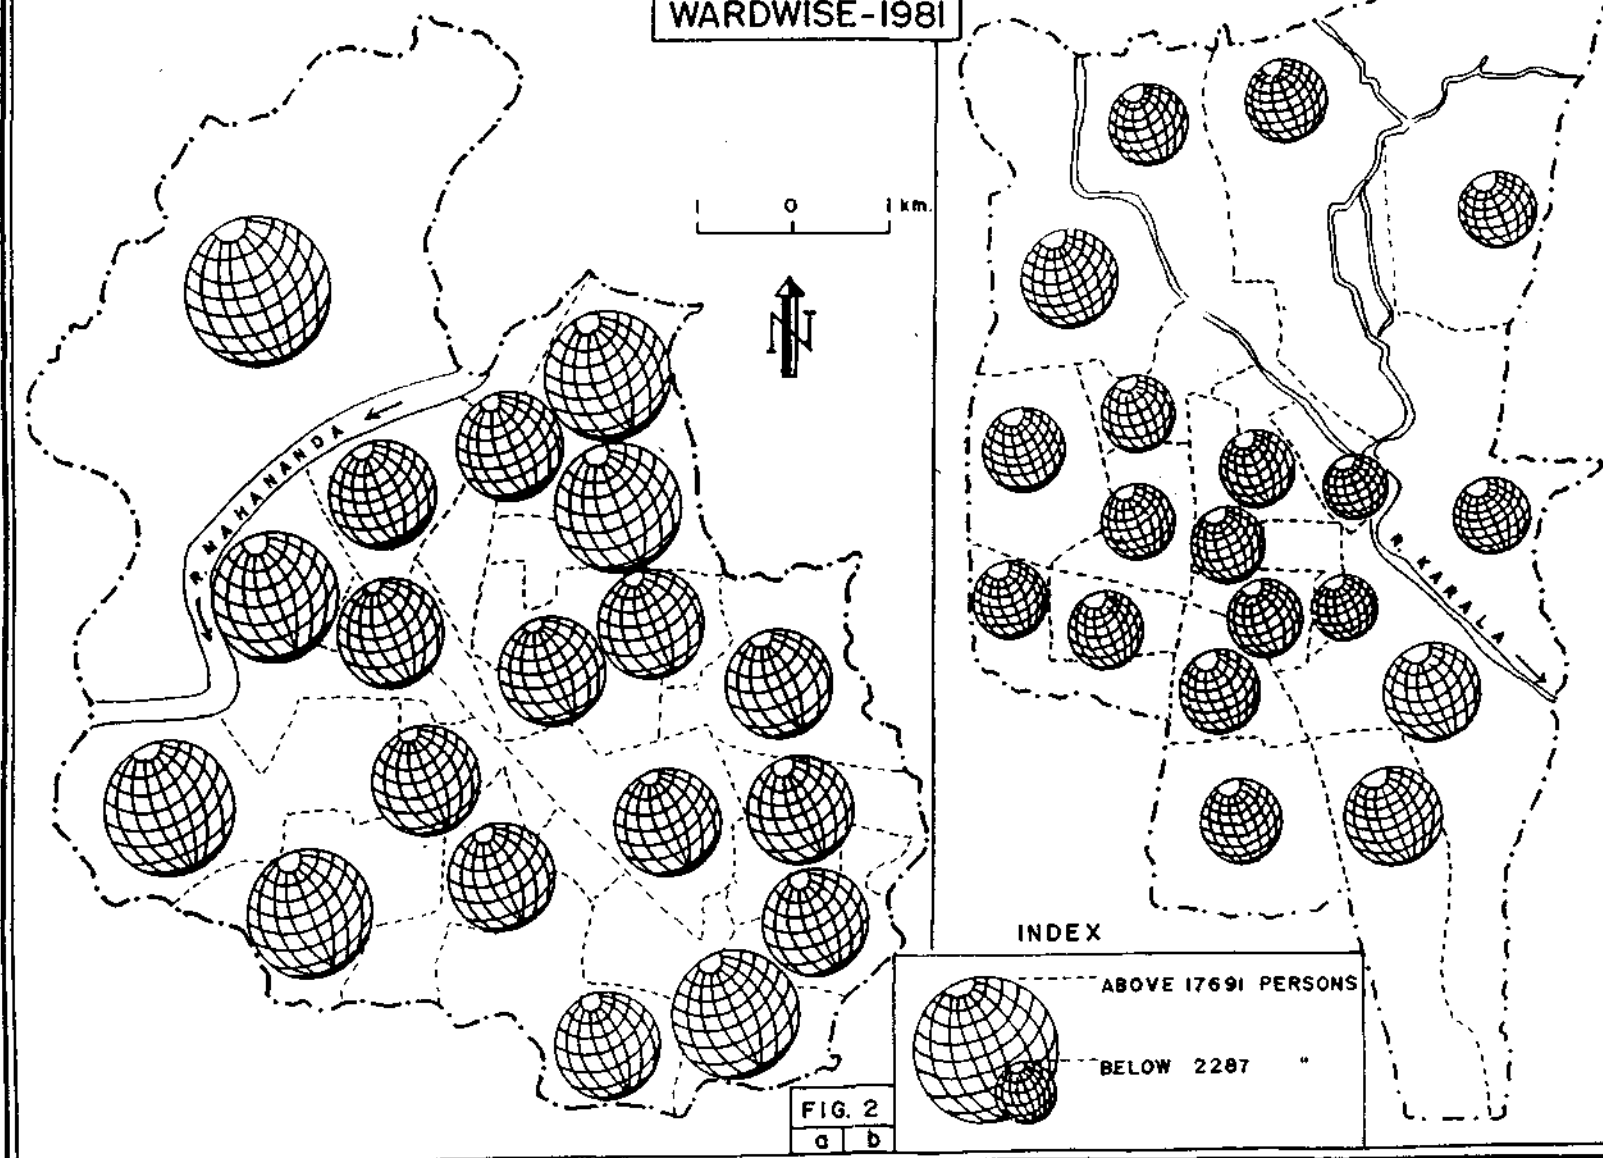 WARDWISE-1981
0 1 km.
N
R. MAHANANDA
R. KARALA
INDEX
ABOVE 17691 PERSONS
BELOW 2287 "
FIG. 2
a b